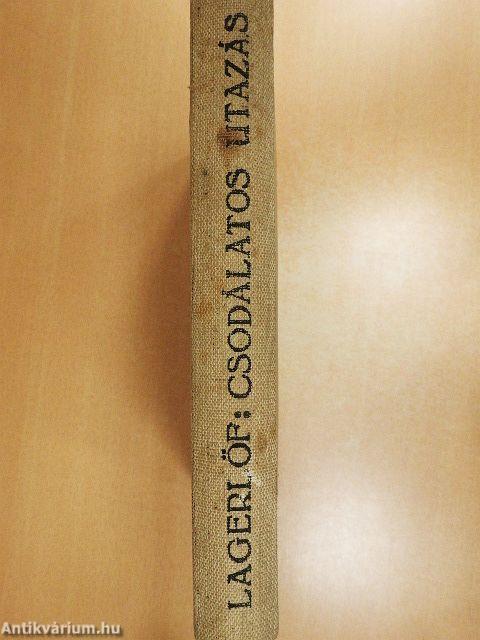 LAGERLÖF: CSODÁLATOS UTAZÁS
Antikvárium.hu